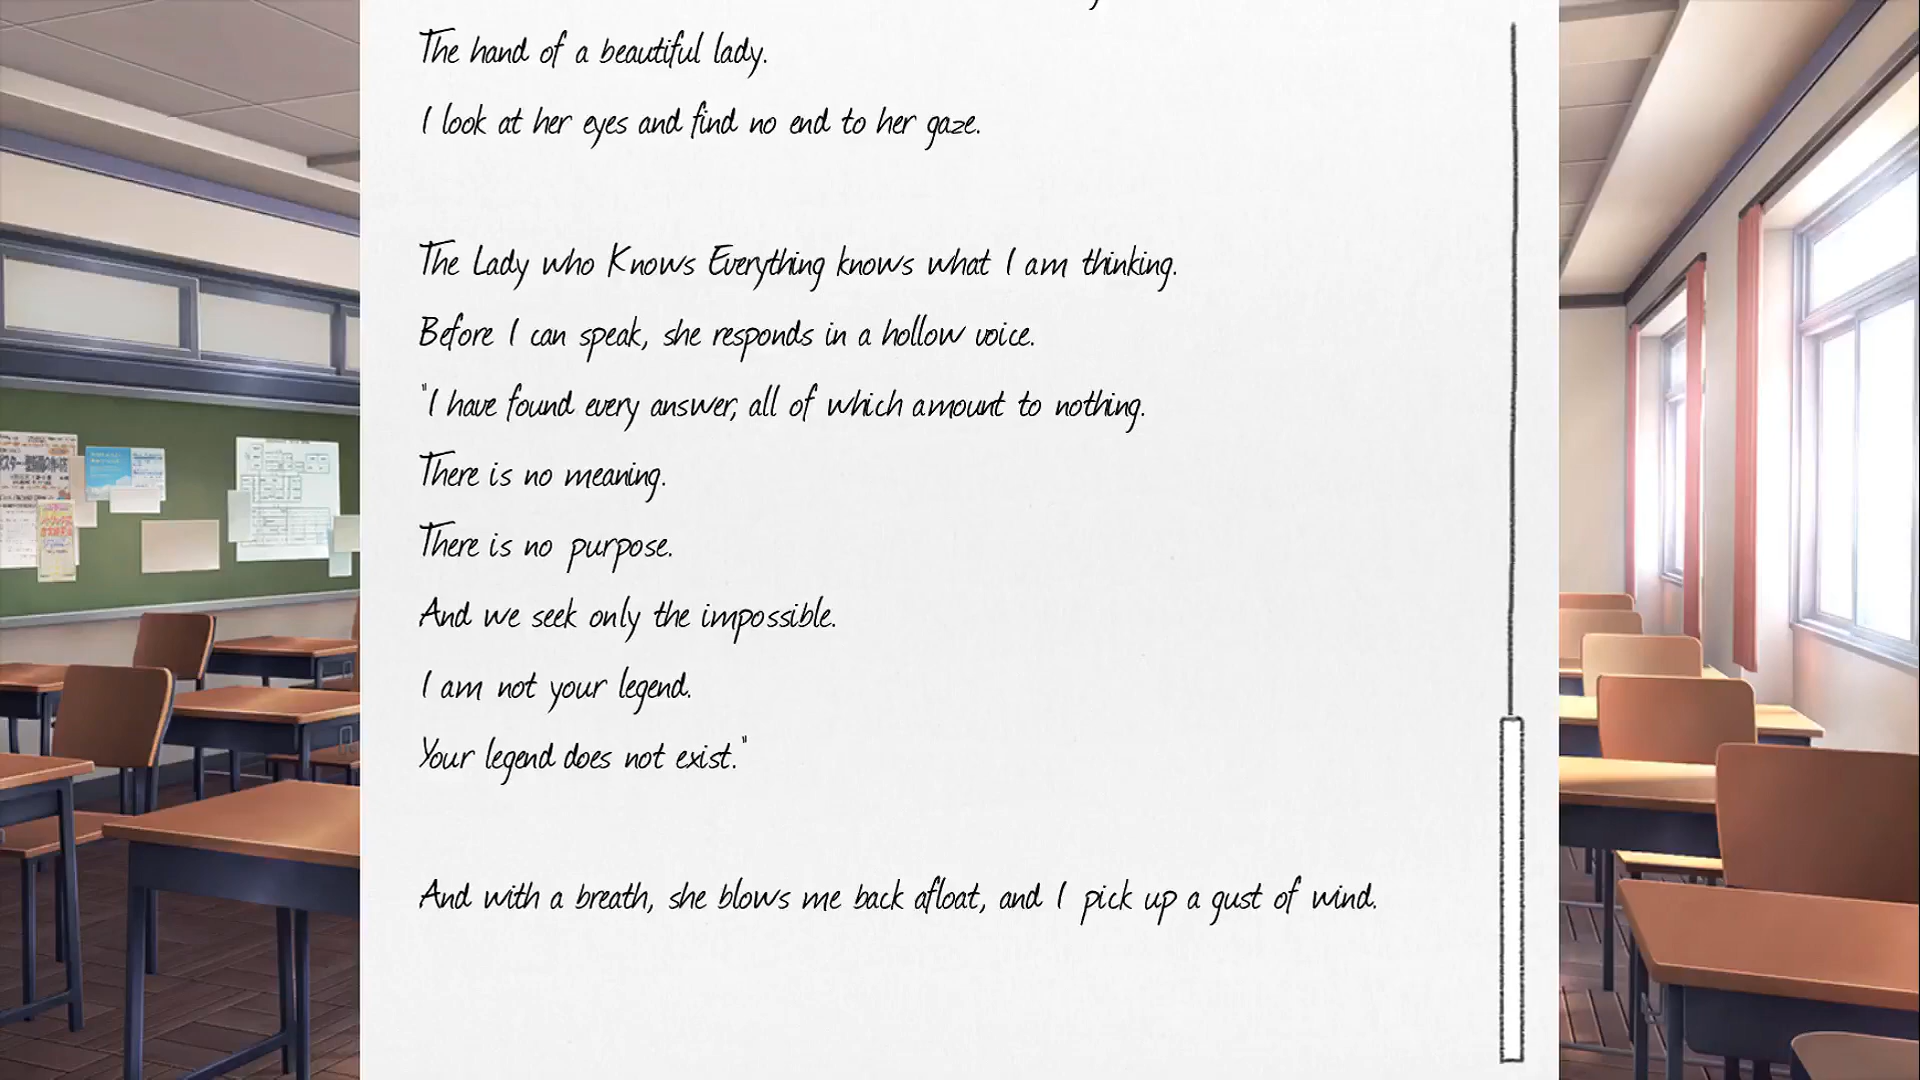 The hand of a beautiful lady.
I look at her eyes and find no end to her gaze.
The Lady who Knows Everything knows what I am thinking.
Before I can speak, she responds in a hollow voice.
"I have found every answer, all of which amount to nothing.
There is no meaning.
There is no purpose.
And we seek only the impossible.
I am not your legend.
Your legend does not exist."
And with a breath, she blows me back afloat, and I pick up a gust of wind.